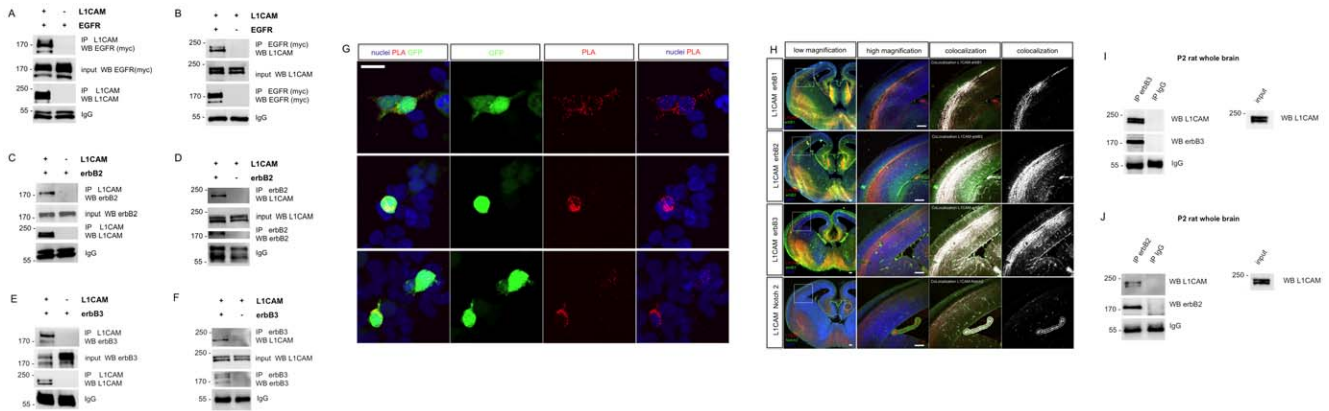 A
+ - L1CAM
+ + EGFR
170 -
IP L1CAM
WB EGFR (myc)
170 -
input WB EGFR(myc)
IP L1CAM
WB L1CAM
55 -
IgG
B
+ + L1CAM
+ - EGFR
250 -
IP EGFR (myc)
WB L1CAM
250 -
input WB L1CAM
170 -
IP EGFR (myc)
WB EGFR (myc)
55 -
IgG
C
+ - L1CAM
+ + erbB2
170 -
IP L1CAM
WB erbB2
170 -
input WB erbB2
IP L1CAM
WB L1CAM
55 -
IgG
D
+ + L1CAM
+ - erbB2
250 -
IP erbB2
WB L1CAM
250 -
input WB L1CAM
170 -
IP erbB2
WB erbB2
55 -
IgG
E
+ - L1CAM
+ + erbB3
170 -
IP L1CAM
WB erbB3
170 -
input WB erbB3
IP L1CAM
WB L1CAM
55 -
IgG
F
+ + L1CAM
+ - erbB3
250 -
IP erbB3
WB L1CAM
input WB L1CAM
170 -
IP erbB3
WB erbB3
55 -
IgG
G
nuclei PLA GFP
GFP
PLA
nuclei PLA
H
low magnification
high magnification
colocalization
colocalization
L1CAM erbB1
L1CAM erbB2
L1CAM erbB3
L1CAM Notch 2
I
P2 rat whole brain
IP erbB3
IP IgG
input
250 -
WB L1CAM
250 -
WB L1CAM
170 -
WB erbB3
55 -
IgG
J
P2 rat whole brain
IP erbB2
IP IgG
input
250 -
WB L1CAM
250 -
WB L1CAM
170 -
WB erbB2
55 -
IgG